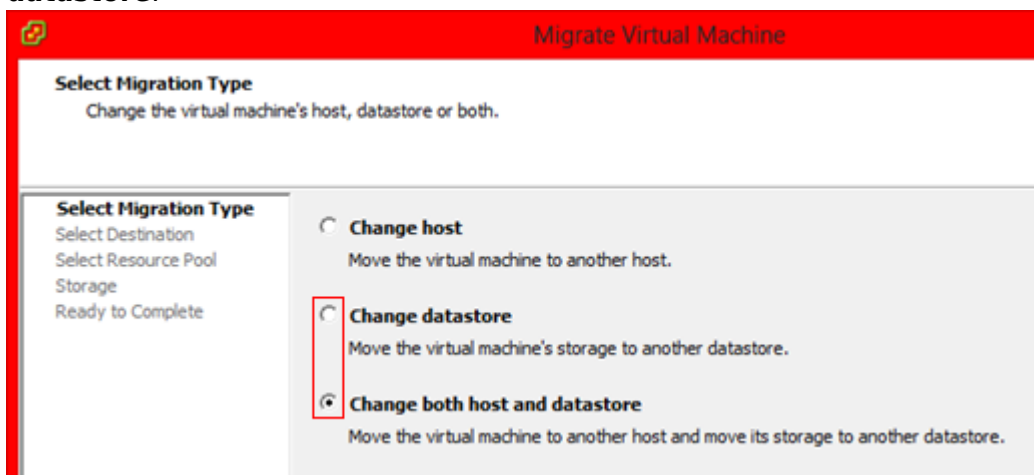 datastore.
Migrate Virtual Machine
Select Migration Type
Change the virtual machine's host, datastore or both.
Select Migration Type
Select Destination
Select Resource Pool
Storage
Ready to Complete
Change host
Move the virtual machine to another host.
Change datastore
Move the virtual machine's storage to another datastore.
Change both host and datastore
Move the virtual machine to another host and move its storage to another datastore.